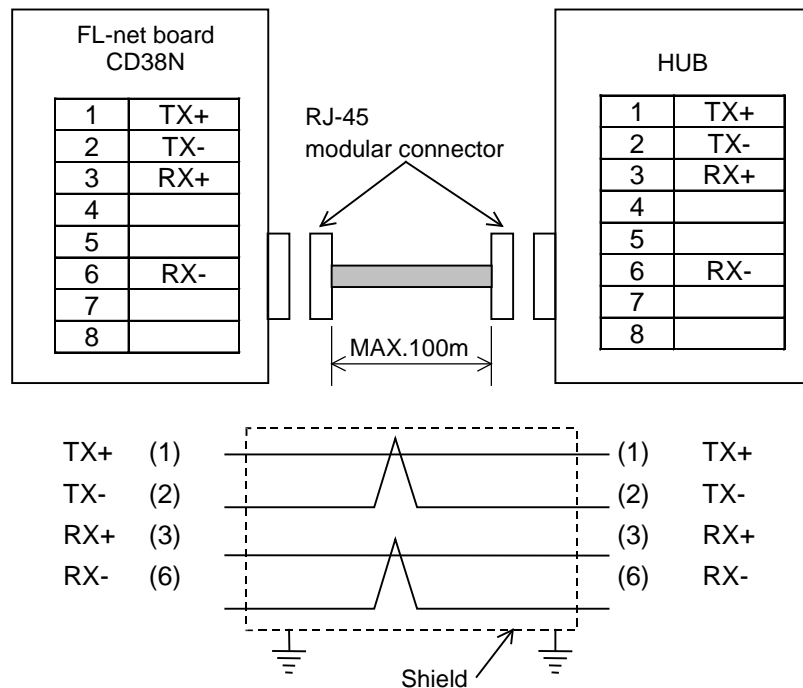 FL-net board
CD38N
1 TX+
2 TX-
3 RX+
4
5
6 RX-
7
8
RJ-45
modular connector
MAX.100m
HUB
1 TX+
2 TX-
3 RX+
4
5
6 RX-
7
8
TX+ (1) (1) TX+
TX- (2) (2) TX-
RX+ (3) (3) RX+
RX- (6) (6) RX-
Shield